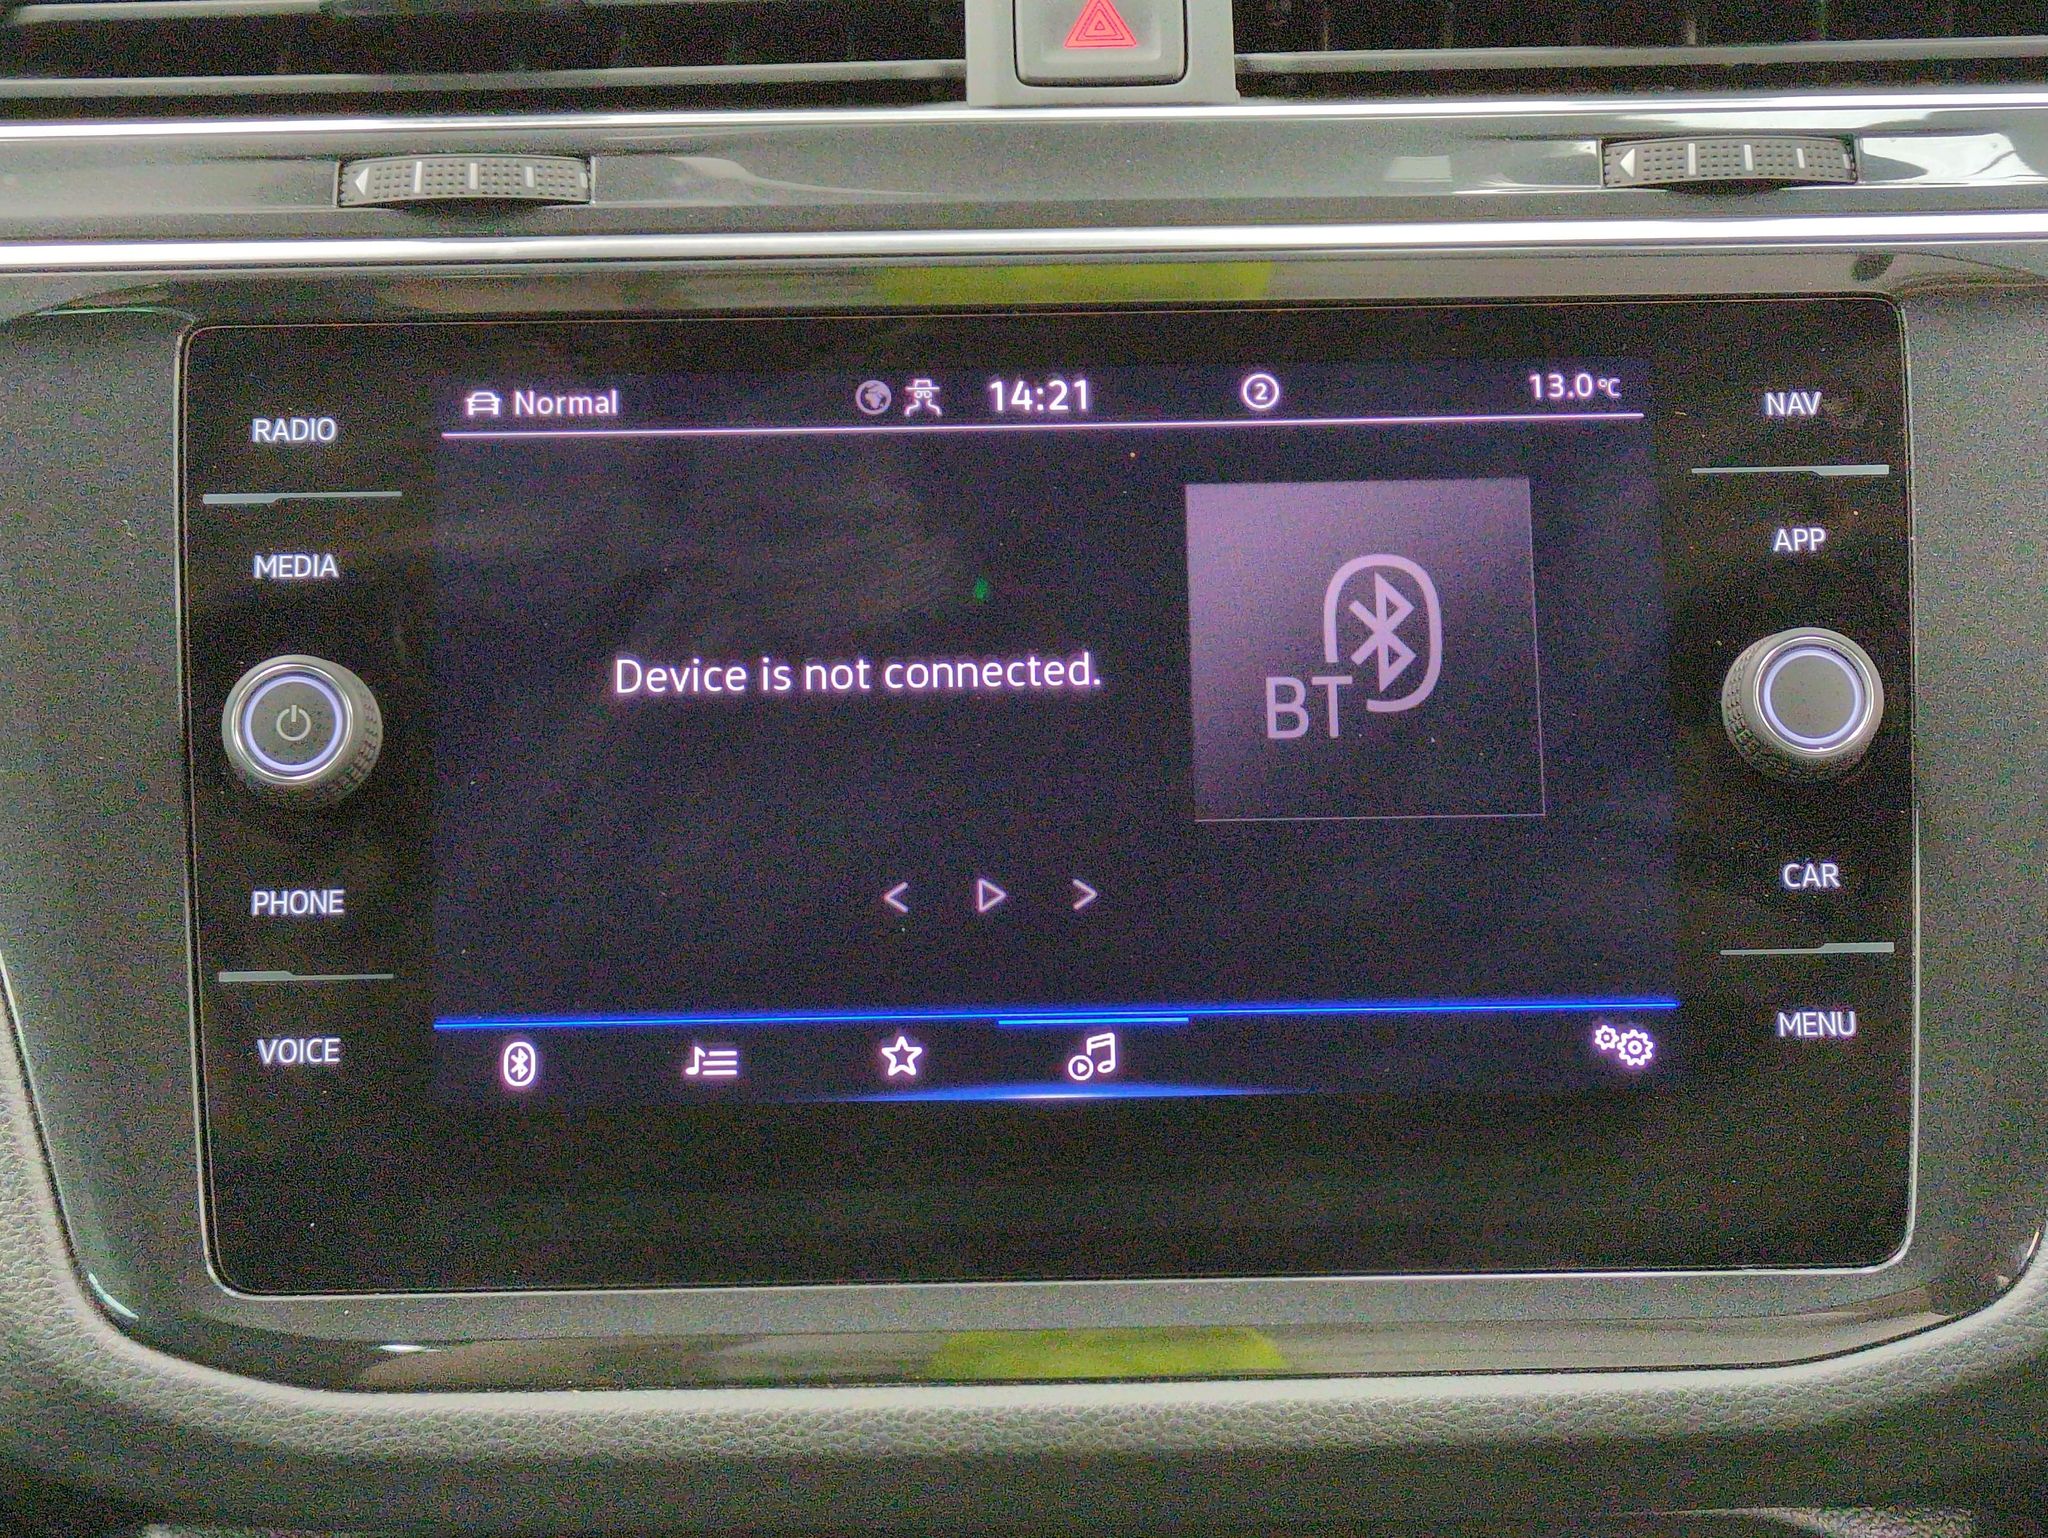 Normal
14:21
2
13.0°C
RADIO
MEDIA
PHONE
VOICE
Device is not connected.
BT
NAV
APP
CAR
MENU